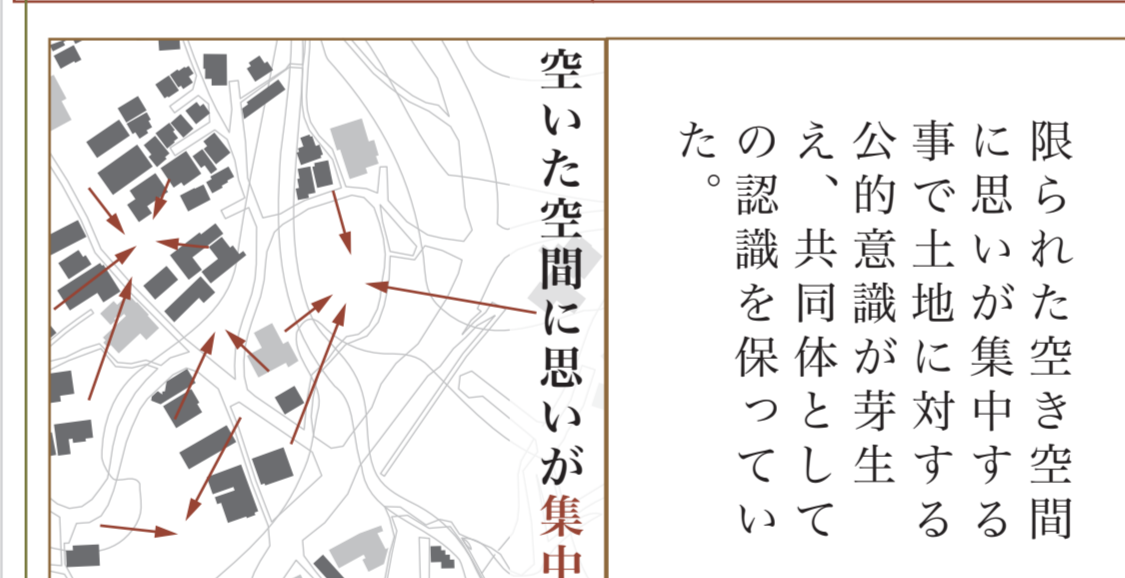 限られた空き空間
に思いが集中する
事で土地に対する
公的意識が芽生
え、共同体として
の認識を保ってい
た。
空いた空間に思いが集中